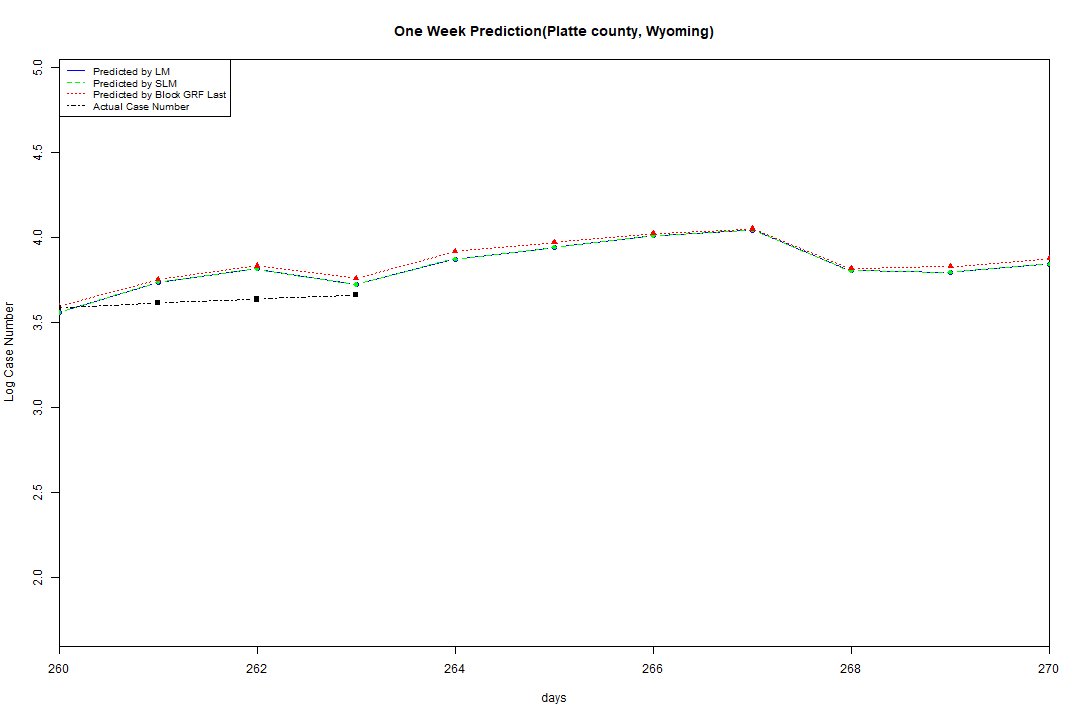 One Week Prediction(Platte county, Wyoming)
Predicted by LM
Predicted by SLM
Predicted by Block GRF Last
Actual Case Number
5.0
4.5
4.0
3.5
3.0
2.5
2.0
Log Case Number
260 262 264 266 268 270
days